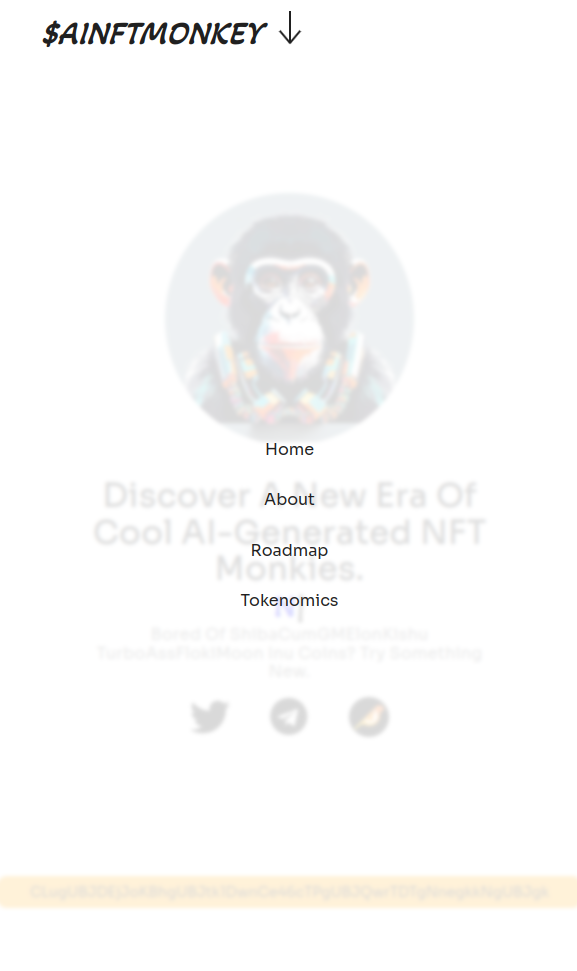 $AINFTMONKEY
Home
Discover A New Era Of
About
Cool AI-Generated NFT
Roadmap
Monkies.
Tokenomics
N|
Bored Of ShibaCumGMElonKishu
TurboAssFlokiMoon Inu Coins? Try Something
New.